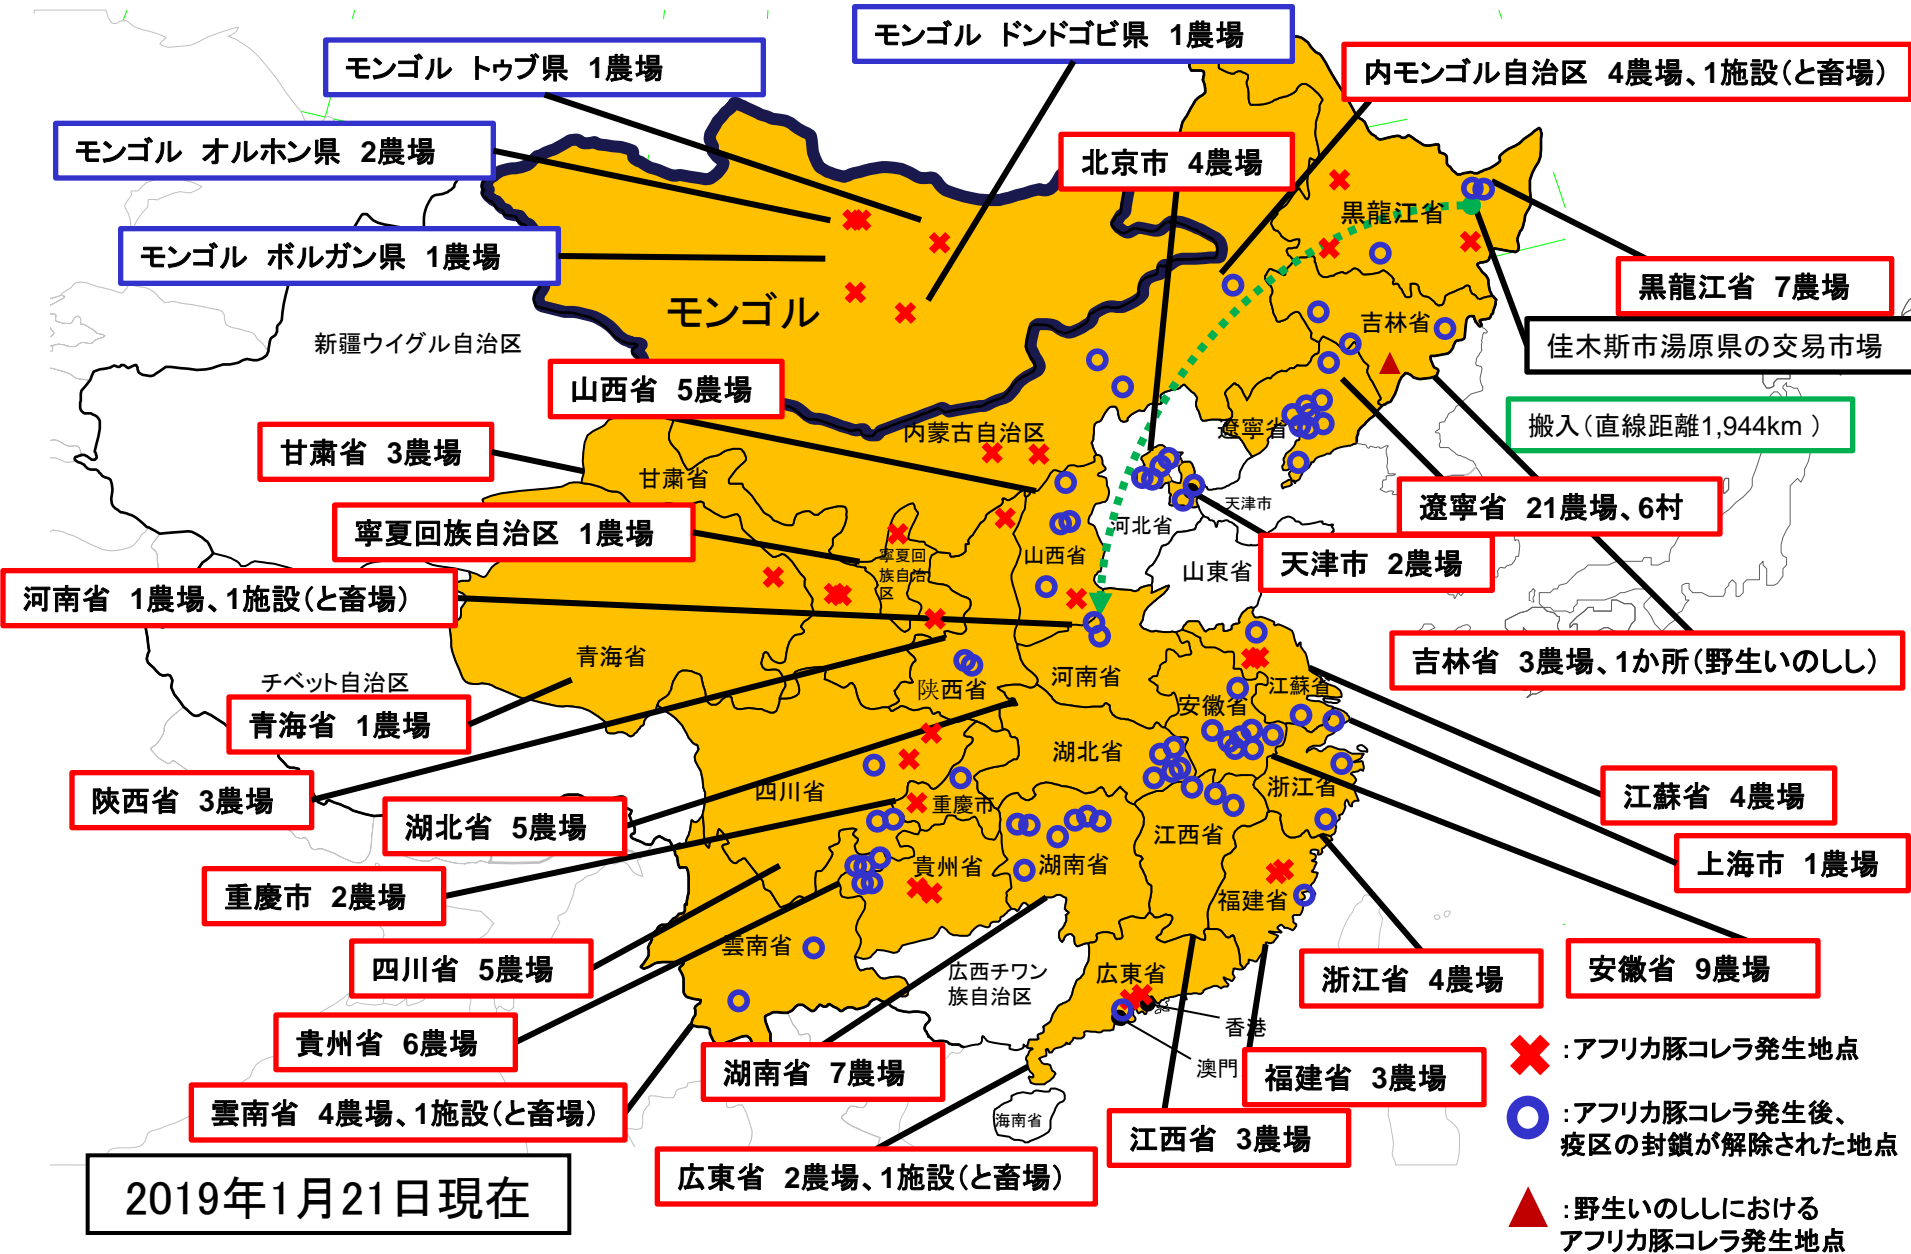 モンゴル ドンドゴビ県 1農場
モンゴル トゥブ県 1農場
内モンゴル自治区 4農場、1施設(と畜場)
モンゴル オルホン県 2農場
北京市 4農場
黒龍江省
モンゴル ボルガン県 1農場
黒龍江省 7農場
モンゴル
新疆ウイグル自治区
吉林省
佳木斯市湯原県の交易市場
山西省 5農場
搬入(直線距離1,944km )
内蒙古自治区
遼寧省
甘粛省 3農場
甘粛省
遼寧省 21農場、6村
天津市
河北省
寧夏回族自治区 1農場
寧夏回
族自治
区
山西省
山東省
天津市 2農場
河南省 1農場、1施設(と畜場)
青海省
チベット自治区
陜西省
河南省
江蘇省
吉林省 3農場、1か所(野生いのしし)
安徽省
青海省 1農場
湖北省
陜西省 3農場
四川省
重慶市
浙江省
江蘇省 4農場
湖北省 5農場
江西省
貴州省
湖南省
上海市 1農場
重慶市 2農場
福建省
四川省 5農場
雲南省
広西チワン
族自治区
広東省
浙江省 4農場
安徽省 9農場
貴州省 6農場
香港
澳門
湖南省 7農場
福建省 3農場
雲南省 4農場、1施設(と畜場)
海南省
江西省 3農場
広東省 2農場、1施設(と畜場)
2019年1月21日現在
:アフリカ豚コレラ発生地点
:アフリカ豚コレラ発生後、
疫区の封鎖が解除された地点
:野生いのししにおける
アフリカ豚コレラ発生地点